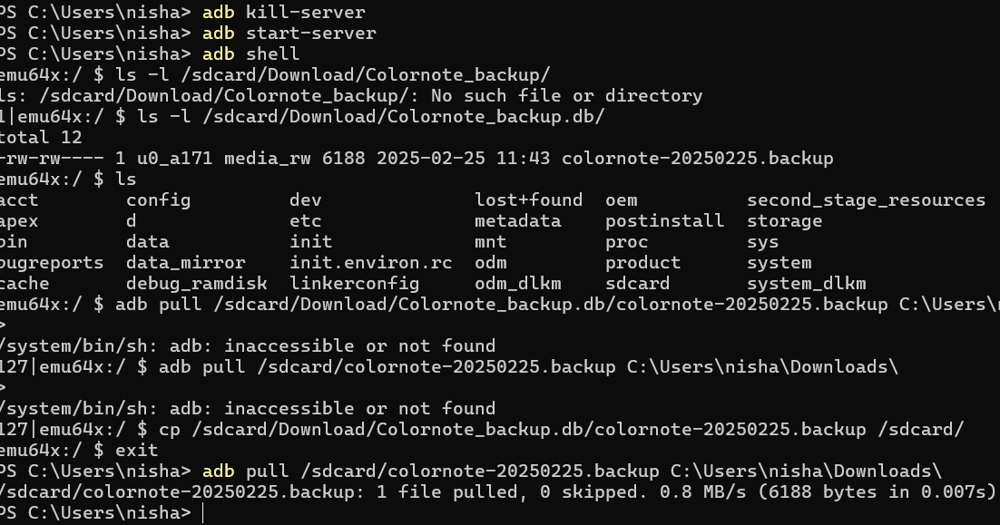 PS C:\Users\nisha> adb kill-server
PS C:\Users\nisha> adb start-server
PS C:\Users\nisha> adb shell
emu64x:/ $ ls -l /sdcard/Download/Colornote_backup/
ls: /sdcard/Download/Colornote_backup/: No such file or directory
1|emu64x:/ $ ls -l /sdcard/Download/Colornote_backup.db/
total 12
-rw-rw---- 1 u0_a171 media_rw 6188 2025-02-25 11:43 colornote-20250225.backup
emu64x:/ $ ls
acct config dev lost+found oem second_stage_resources
apex d etc metadata postinstall storage
bin data init mnt proc sys
bugreports data_mirror init.environ.rc odm product system
cache debug_ramdisk linkerconfig odm_dlkm sdcard system_dlkm
emu64x:/ $ adb pull /sdcard/Download/Colornote_backup.db/colornote-20250225.backup C:\Users\
>
/system/bin/sh: adb: inaccessible or not found
127|emu64x:/ $ adb pull /sdcard/colornote-20250225.backup C:\Users\nisha\Downloads\
>
/system/bin/sh: adb: inaccessible or not found
127|emu64x:/ $ cp /sdcard/Download/Colornote_backup.db/colornote-20250225.backup /sdcard/
emu64x:/ $ exit
PS C:\Users\nisha> adb pull /sdcard/colornote-20250225.backup C:\Users\nisha\Downloads\
/sdcard/colornote-20250225.backup: 1 file pulled, 0 skipped. 0.8 MB/s (6188 bytes in 0.007s)
PS C:\Users\nisha>